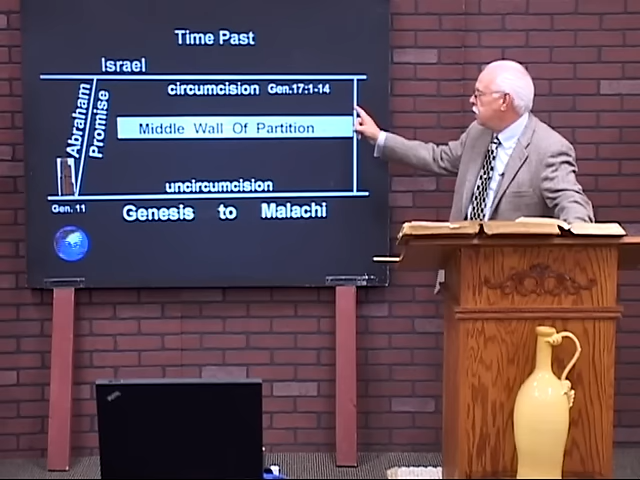 Time Past
Israel
circumcision Gen.17:1-14
Abraham
Promise
Middle Wall Of Partition
uncircumcision
Gen. 11
Genesis to Malachi